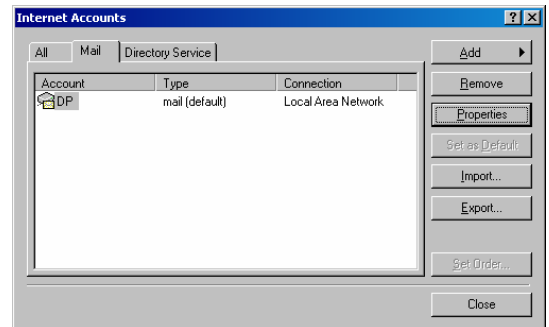 Internet Accounts
All Mail Directory Service
Account Type Connection
DP mail (default) Local Area Network
Add
Remove
Properties
Set as Default
Import...
Export...
Set Order...
Close